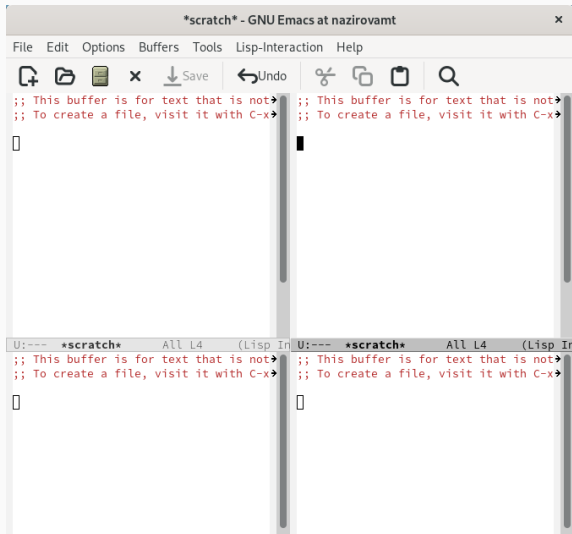 *scratch* - GNU Emacs at nazirovamt ×
File Edit Options Buffers Tools Lisp-Interaction Help
Save Undo
;; This buffer is for text that is not
;; To create a file, visit it with C-x
;; This buffer is for text that is not
;; To create a file, visit it with C-x
U:--- *scratch* All L4 (Lisp In
U:--- *scratch* All L4 (Lisp In
;; This buffer is for text that is not
;; To create a file, visit it with C-x
;; This buffer is for text that is not
;; To create a file, visit it with C-x